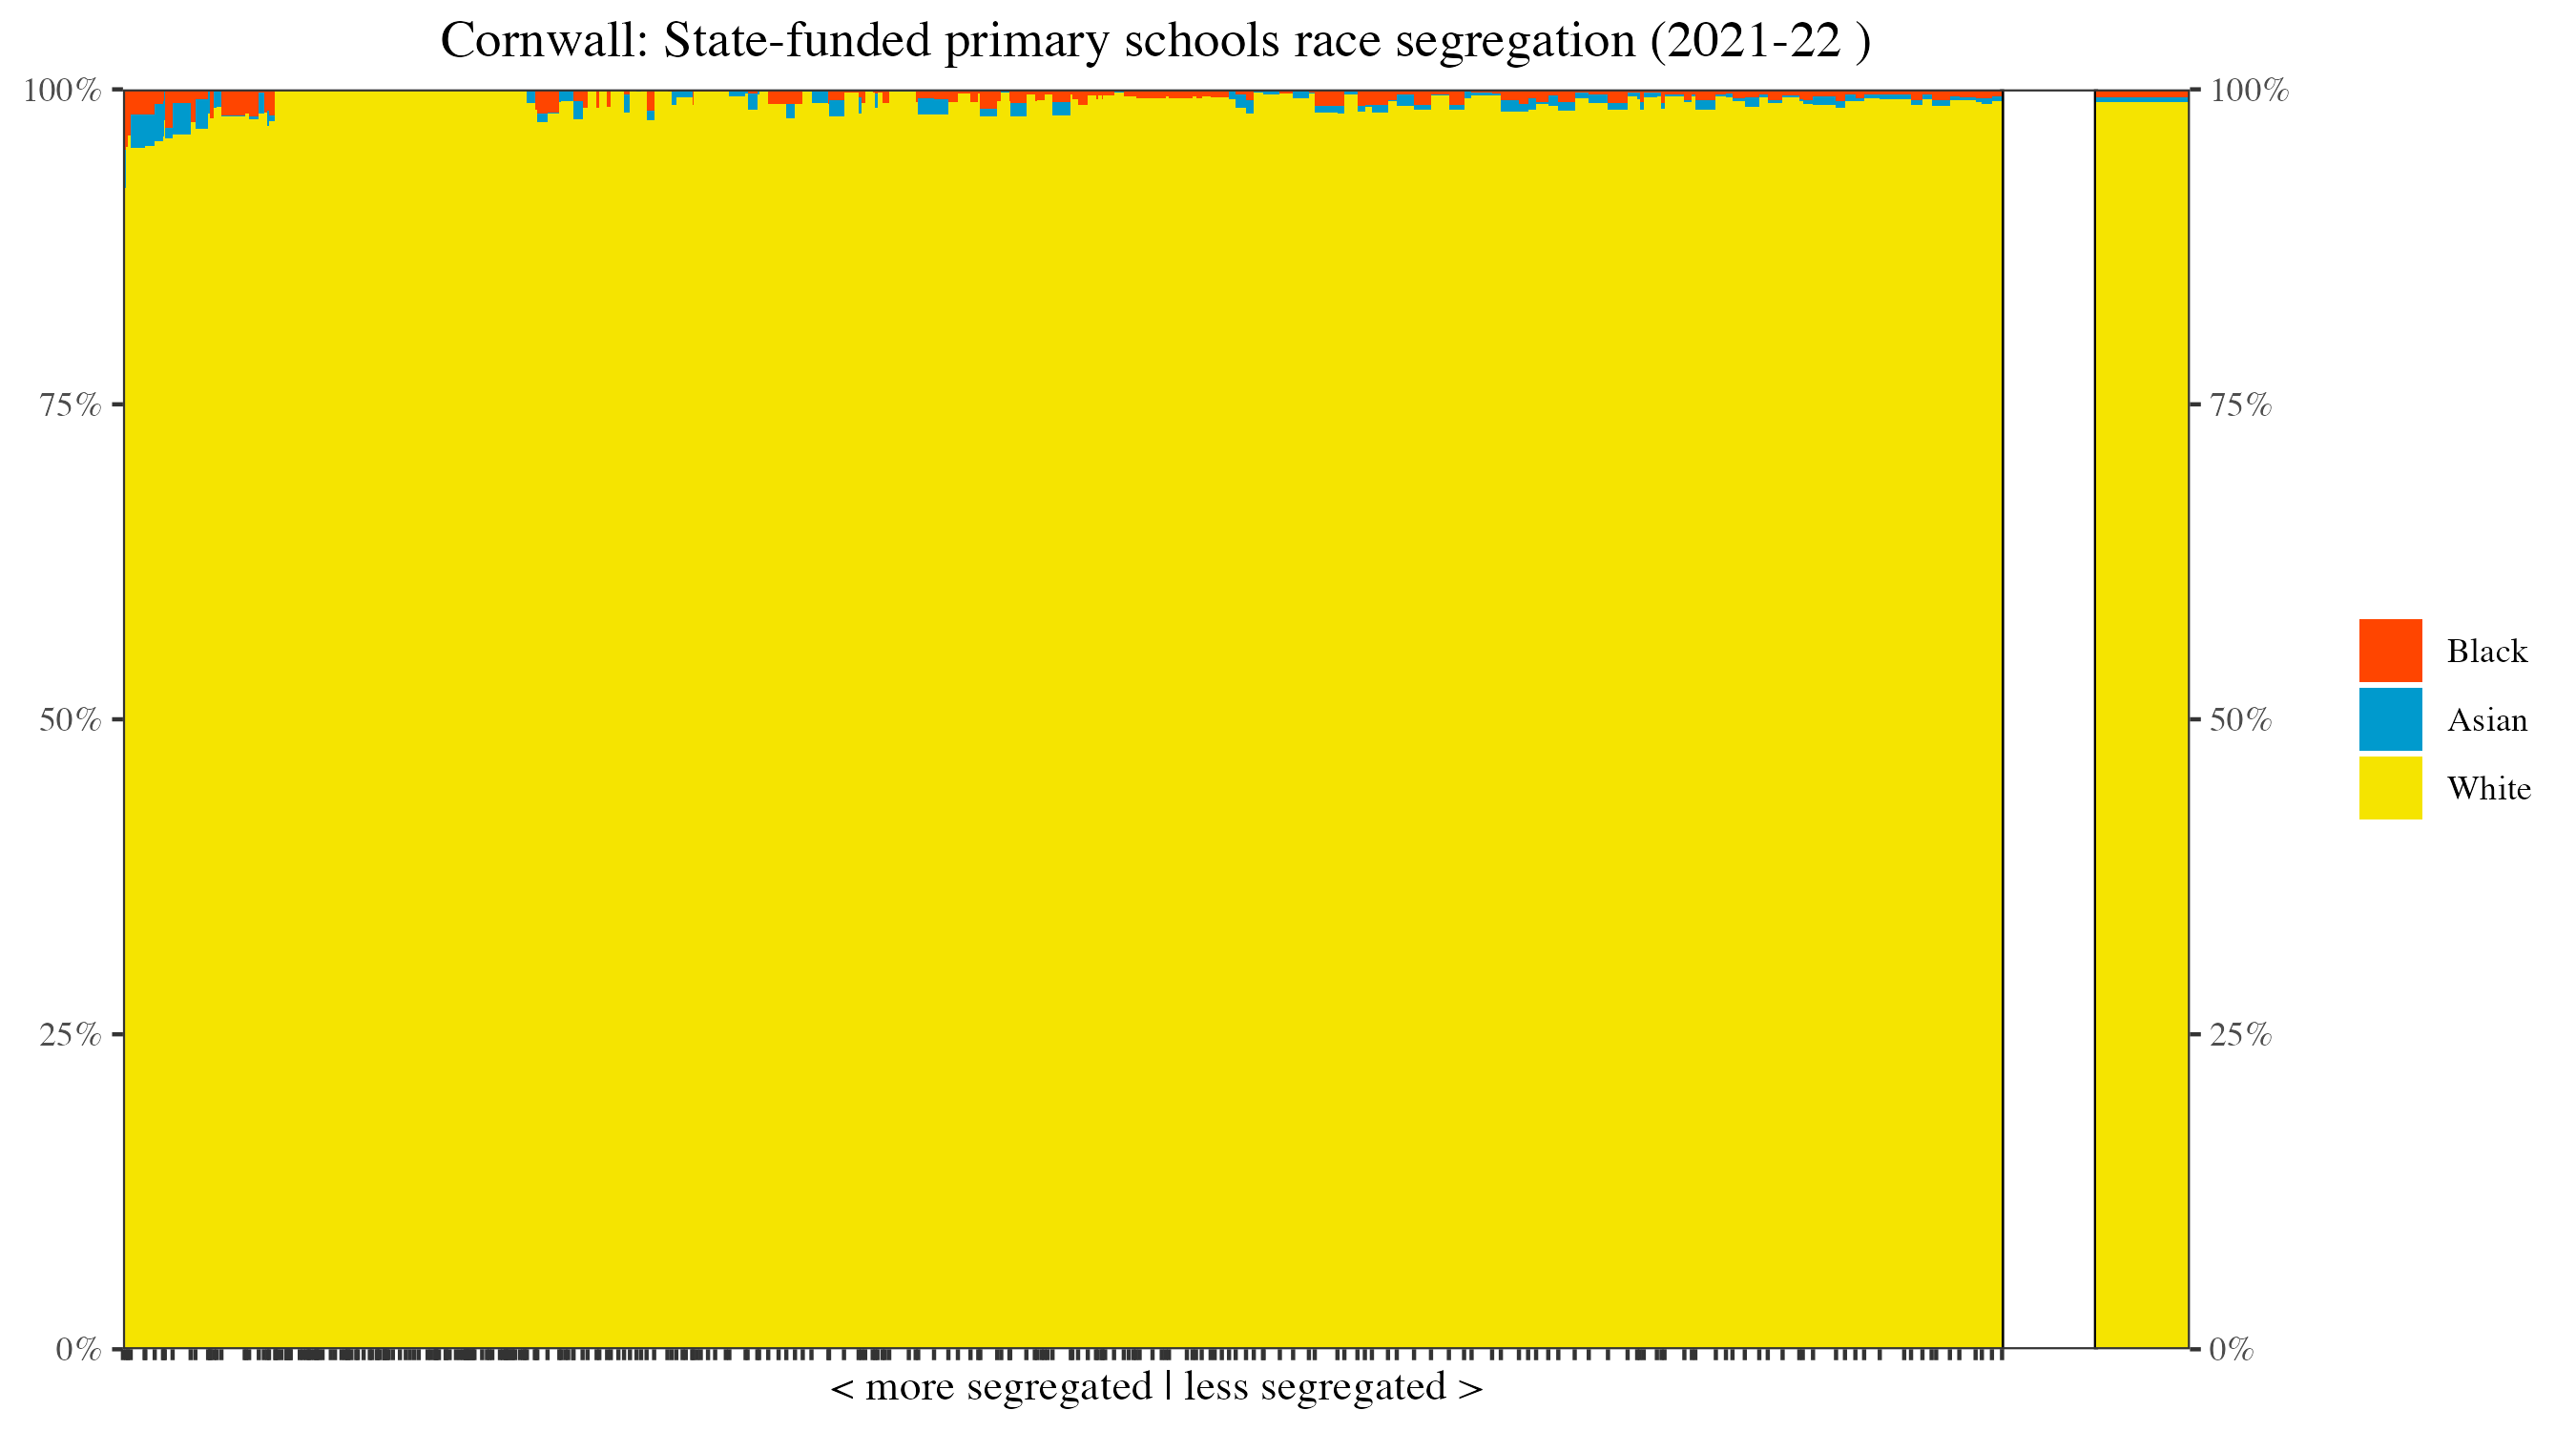 Cornwall: State-funded primary schools race segregation (2021-22 )
100%
75%
50%
25%
0%
100%
75%
50%
25%
0%
Black
Asian
White
< more segregated | less segregated >